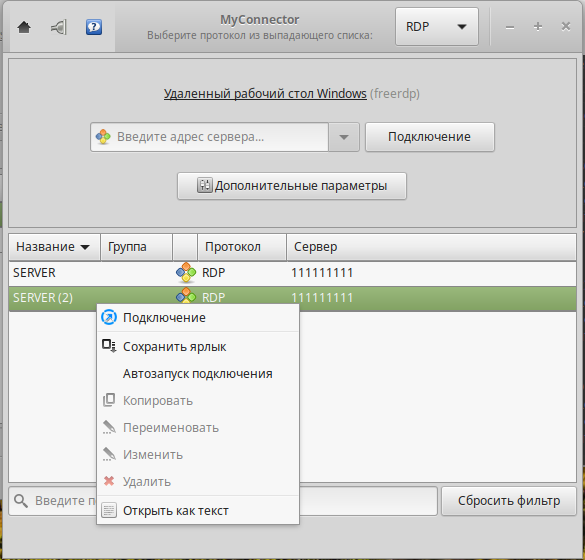 MyConnector
Выберите протокол из выпадающего списка:
RDP
Удаленный рабочий стол Windows (freerdp)
Введите адрес сервера...
Подключение
Дополнительные параметры
Название Группа Протокол Сервер
SERVER RDP 111111111
SERVER (2) RDP 111111111
Подключение
Сохранить ярлык
Автозапуск подключения
Копировать
Переименовать
Изменить
Удалить
Открыть как текст
Введите
Сбросить фильтр